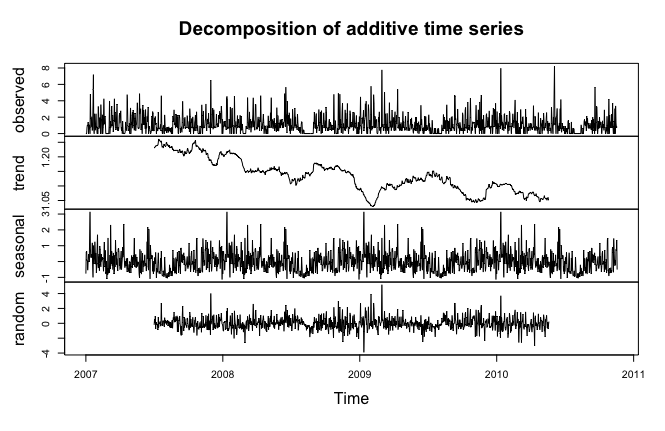 Decomposition of additive time series
observed
0 2 4 6 8
trend
1.05 1.20
seasonal
-1 1 2 3
random
-4 0 2 4
2007 2008 2009 2010 2011
Time